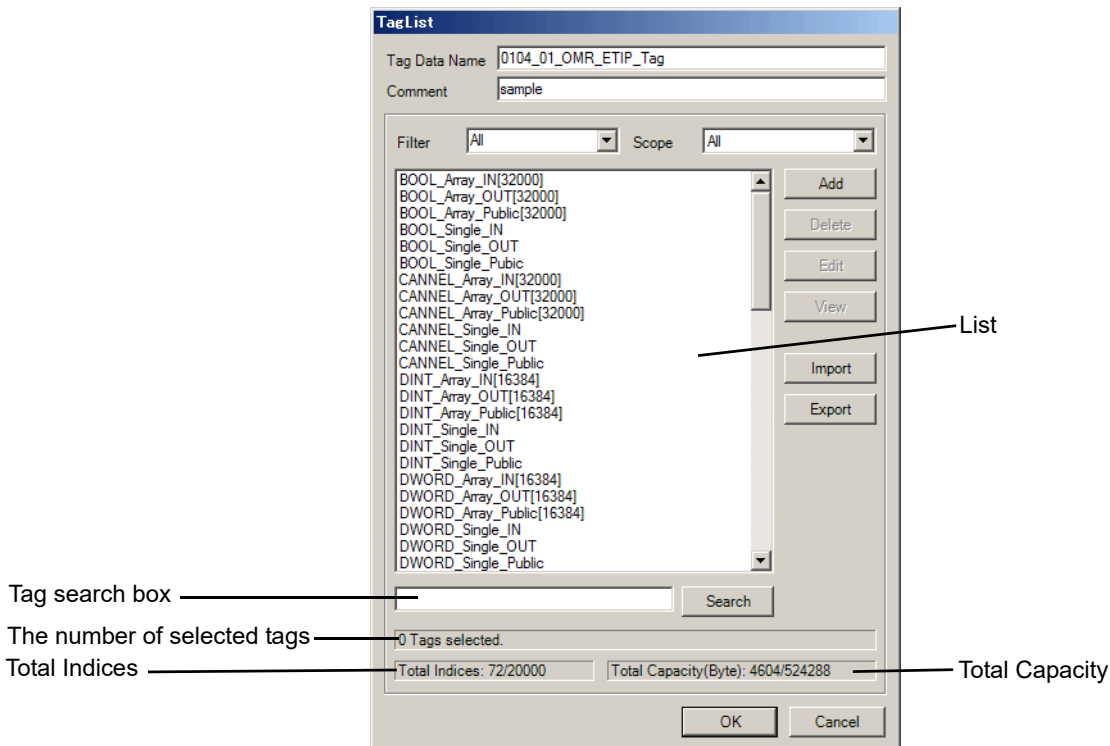 TagList
Tag Data Name 0104_01_OMR_ETIP_Tag
Comment sample
Filter All Scope All
BOOL_Array_IN[32000]
BOOL_Array_OUT[32000]
BOOL_Array_Public[32000]
BOOL_Single_IN
BOOL_Single_OUT
BOOL_Single_Pubic
CANNEL_Array_IN[32000]
CANNEL_Array_OUT[32000]
CANNEL_Array_Public[32000]
CANNEL_Single_IN
CANNEL_Single_OUT
CANNEL_Single_Public
DINT_Array_IN[16384]
DINT_Array_OUT[16384]
DINT_Array_Public[16384]
DINT_Single_IN
DINT_Single_OUT
DINT_Single_Public
DWORD_Array_IN[16384]
DWORD_Array_OUT[16384]
DWORD_Array_Public[16384]
DWORD_Single_IN
DWORD_Single_OUT
DWORD_Single_Public
Add
Delete
Edit
View
Import
Export
List
Tag search box
Search
The number of selected tags
0 Tags selected.
Total Indices
Total Indices: 72/20000
Total Capacity(Byte): 4604/524288
Total Capacity
OK
Cancel